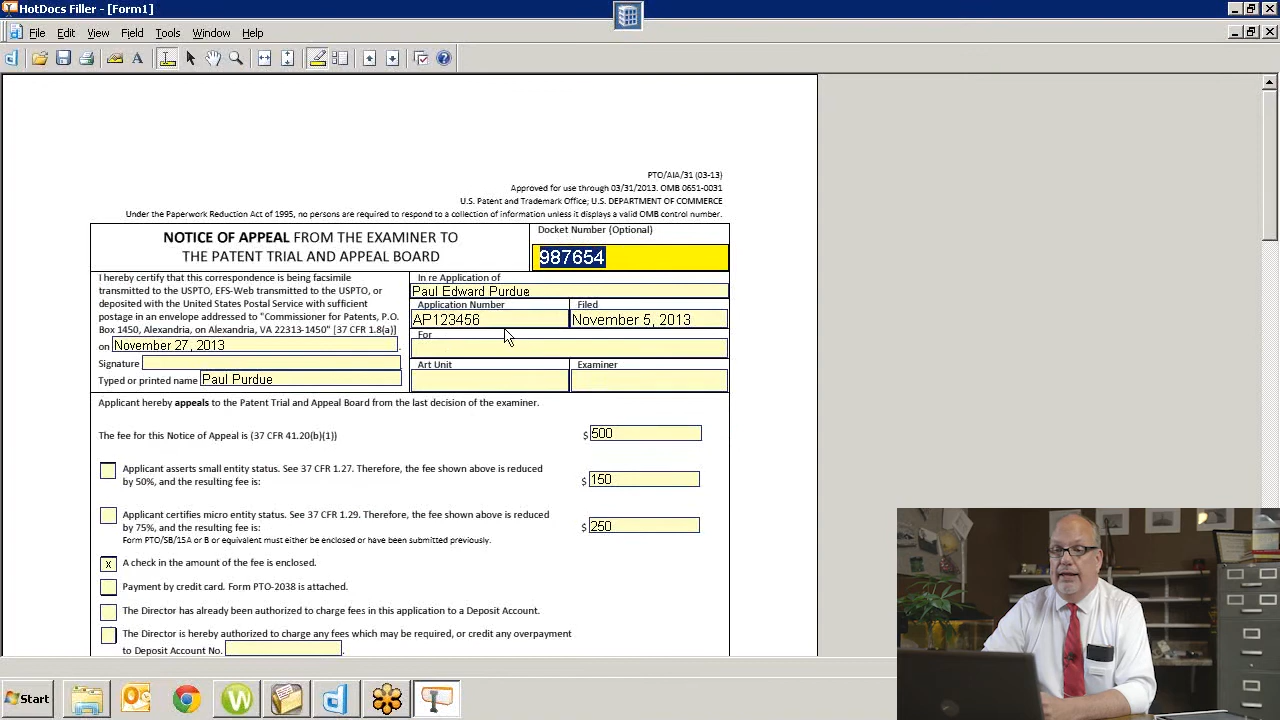 HotDocs Filler - [Form1]
File Edit View Field Tools Window Help
PTO/AIA/31 (03-13)
Approved for use through 03/31/2013. OMB 0651-0031
U.S. Patent and Trademark Office; U.S. DEPARTMENT OF COMMERCE
Under the Paperwork Reduction Act of 1995, no persons are required to respond to a collection of information unless it displays a valid OMB control number.
NOTICE OF APPEAL FROM THE EXAMINER TO
THE PATENT TRIAL AND APPEAL BOARD
Docket Number (Optional)
987654
I hereby certify that this correspondence is being facsimile
transmitted to the USPTO, EFS-Web transmitted to the USPTO, or
deposited with the United States Postal Service with sufficient
postage in an envelope addressed to "Commissioner for Patents, P.O.
Box 1450, Alexandria, on Alexandria, VA 22313-1450" [37 CFR 1.8(a)]
on November 27, 2013.
Signature
Typed or printed name Paul Purdue
In re Application of
Paul Edward Purdue
Application Number Filed
AP123456 November 5, 2013
For
Art Unit Examiner
Applicant hereby appeals to the Patent Trial and Appeal Board from the last decision of the examiner.
The fee for this Notice of Appeal is (37 CFR 41.20(b)(1)) $ 500
Applicant asserts small entity status. See 37 CFR 1.27. Therefore, the fee shown above is reduced
by 50%, and the resulting fee is: $ 150
Applicant certifies micro entity status. See 37 CFR 1.29. Therefore, the fee shown above is reduced
by 75%, and the resulting fee is: $ 250
Form PTO/SB/15A or B or equivalent must either be enclosed or have been submitted previously.
x A check in the amount of the fee is enclosed.
Payment by credit card. Form PTO-2038 is attached.
The Director has already been authorized to charge fees in this application to a Deposit Account.
The Director is hereby authorized to charge any fees which may be required, or credit any overpayment
to Deposit Account No. .
Start